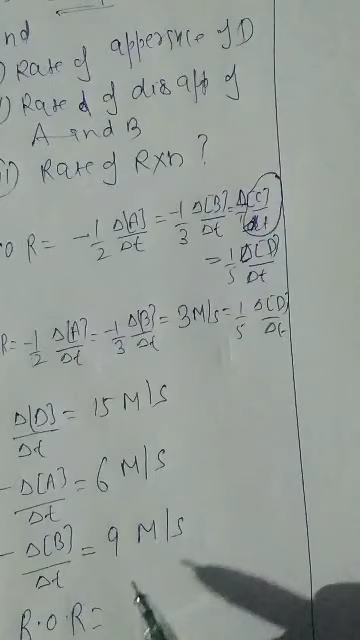 nd
) Rate of apperence of D
) Rate of disapp of
A and B
ii) Rate of Rxn ?
O R = -1/2 Δ[A]/Δt = -1/3 Δ[B]/Δt = Δ[C]/Δt
= 1/5 Δ[D]/Δt
R = -1/2 Δ[A]/Δt = -1/3 Δ[B]/Δt = 3 M/s = 1/5 Δ[D]/Δt
Δ[D]/Δt = 15 M/s
- Δ[A]/Δt = 6 M/s
- Δ[B]/Δt = 9 M/s
R.O.R =